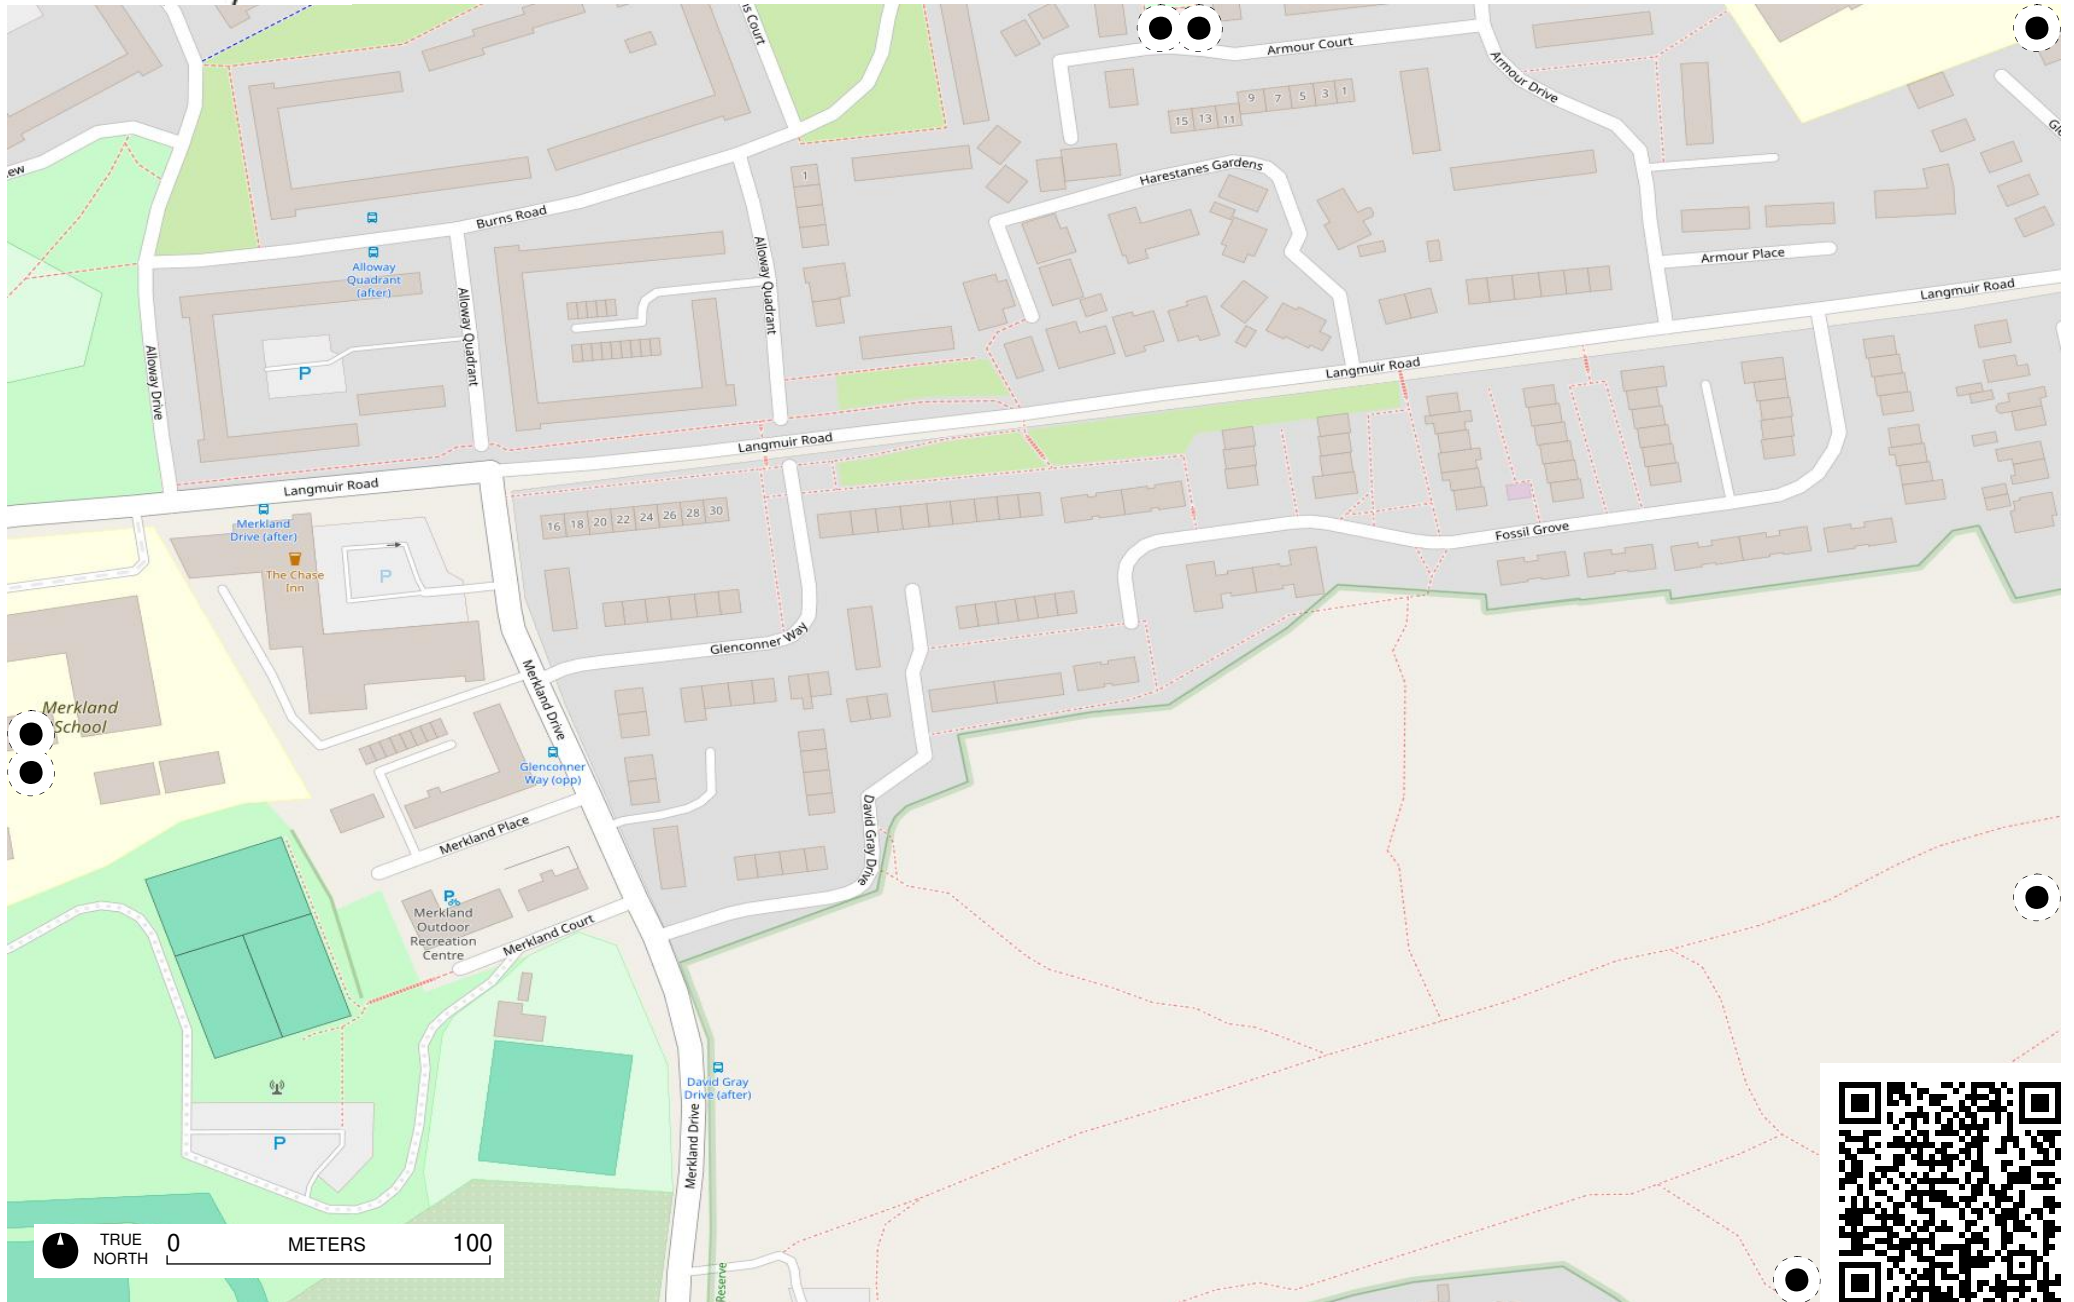 Armour Court
Armour Drive
9 7 5 3 1
15 13 11
Harestanes Gardens
1
Burns Road
Alloway
Quadrant
(after)
Alloway Quadrant
Alloway Quadrant
Armour Place
Langmuir Road
Alloway Drive
P
Langmuir Road
Langmuir Road
Langmuir Road
Merkland
Drive (after)
16 18 20 22 24 26 28 30
Fossil Grove
The Chase
Inn
P
Glenconner Way
Merkland Drive
Merkland
School
Glenconner
Way (opp)
David Gray Drive
Merkland Place
Merkland
Outdoor
Recreation
Centre
Merkland Court
David Gray
Drive (after)
Merkland Drive
P
Reserve
TRUE
NORTH
0 METERS 100